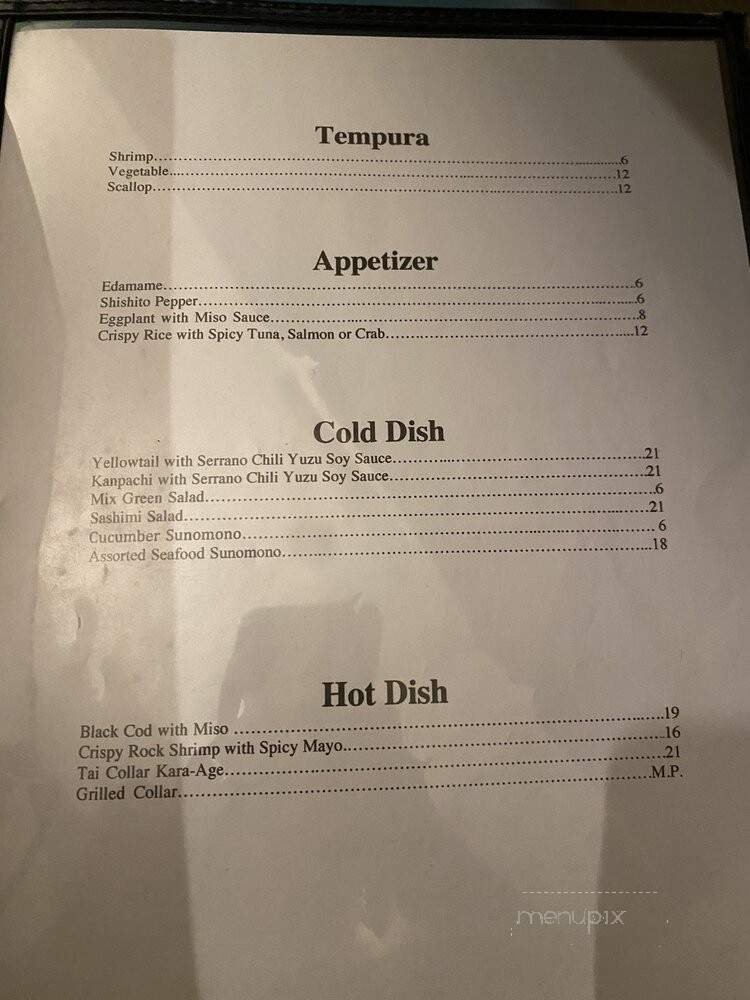 Tempura
Shrimp........6
Vegetable........12
Scallop........12
Appetizer
Edamame........6
Shishito Pepper........6
Eggplant with Miso Sauce........8
Crispy Rice with Spicy Tuna, Salmon or Crab........12
Cold Dish
Yellowtail with Serrano Chili Yuzu Soy Sauce........21
Kanpachi with Serrano Chili Yuzu Soy Sauce........21
Mix Green Salad........6
Sashimi Salad........21
Cucumber Sunomono........6
Assorted Seafood Sunomono........18
Hot Dish
Black Cod with Miso ........19
Crispy Rock Shrimp with Spicy Mayo........16
Tai Collar Kara-Age........21
Grilled Collar........M.P.
menupix